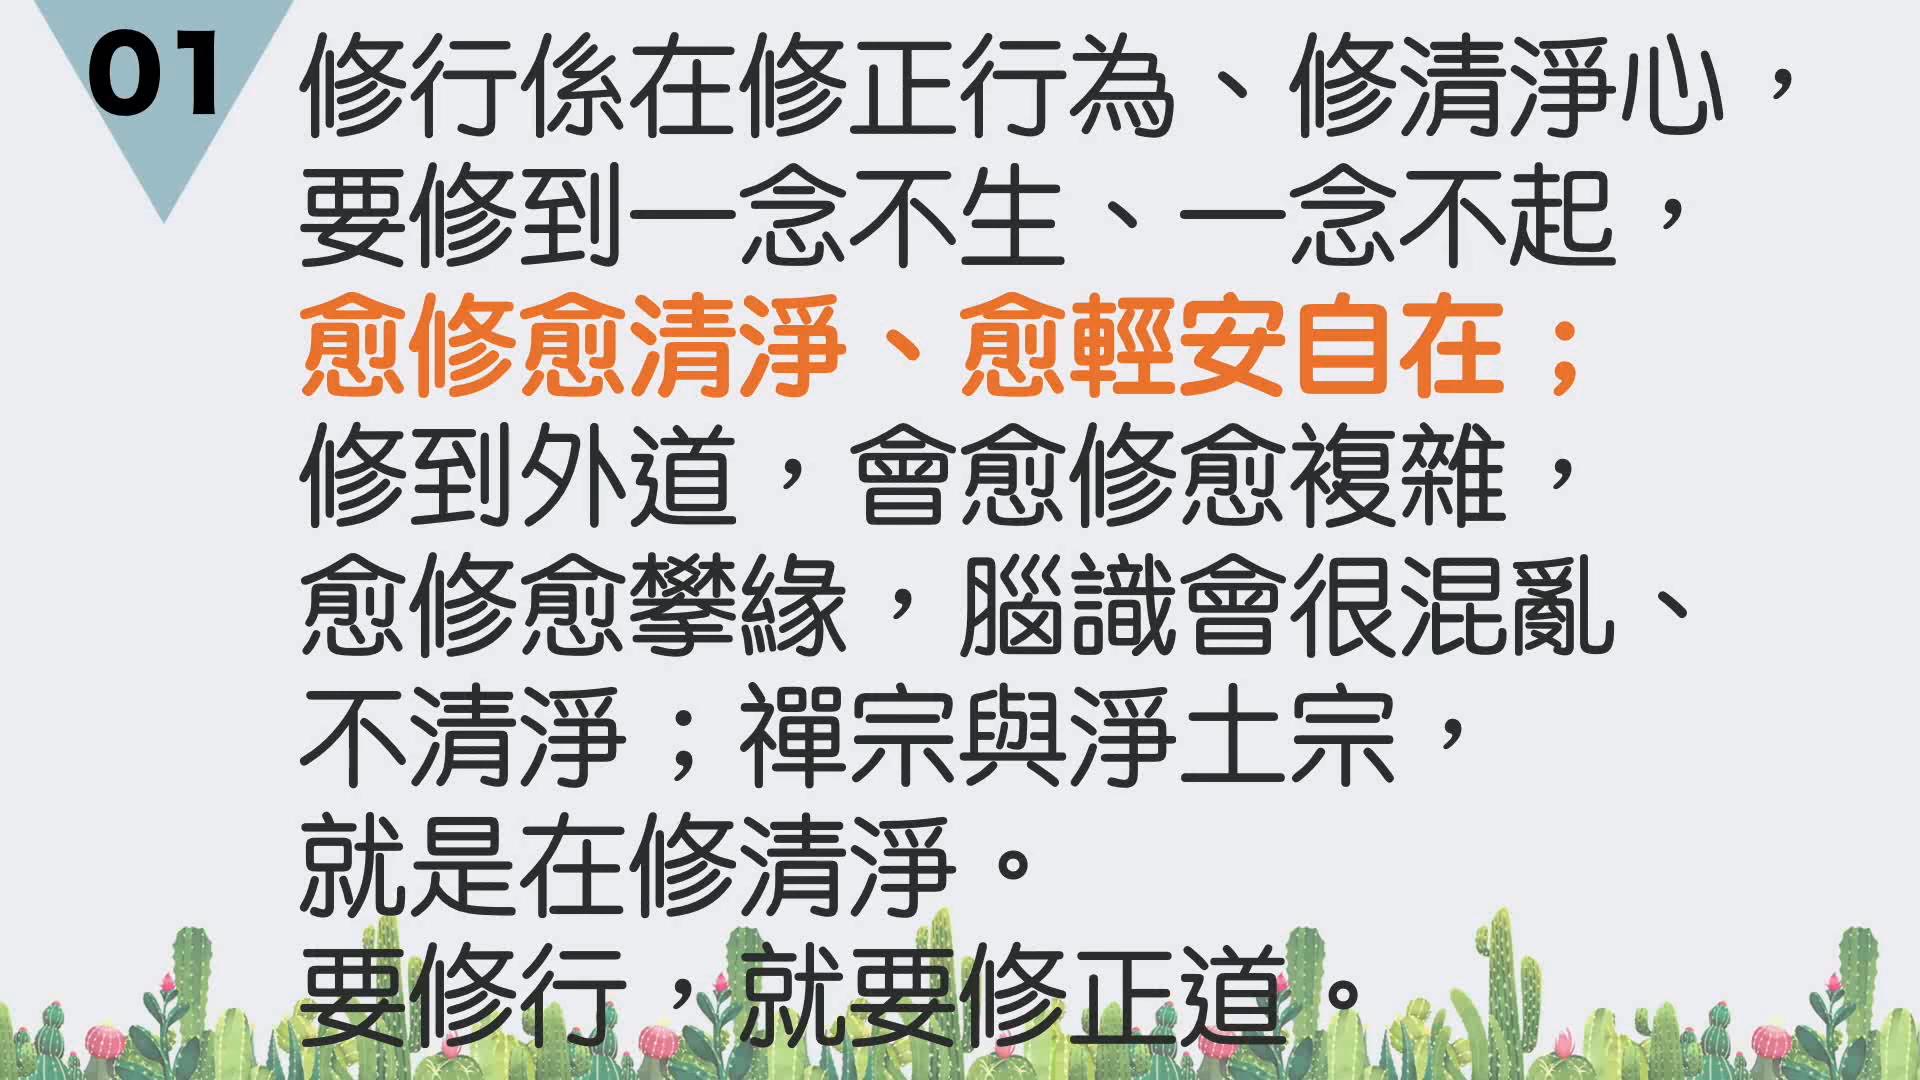 01
修行係在修正行為、修清淨心，
要修到一念不生、一念不起，
愈修愈清淨、愈輕安自在；
修到外道，會愈修愈複雜，
愈修愈攀緣，腦識會很混亂、
不清淨；禪宗與淨土宗，
就是在修清淨。
要修行，就要修正道。